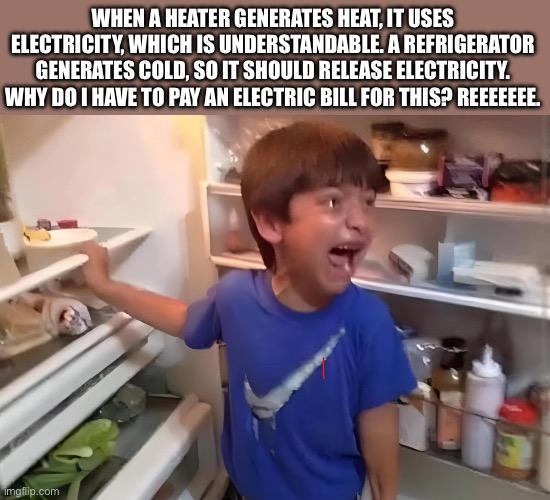 WHEN A HEATER GENERATES HEAT, IT USES
ELECTRICITY, WHICH IS UNDERSTANDABLE. A REFRIGERATOR
GENERATES COLD, SO IT SHOULD RELEASE ELECTRICITY.
WHY DO I HAVE TO PAY AN ELECTRIC BILL FOR THIS? REEEEEEE.
imgflip.com